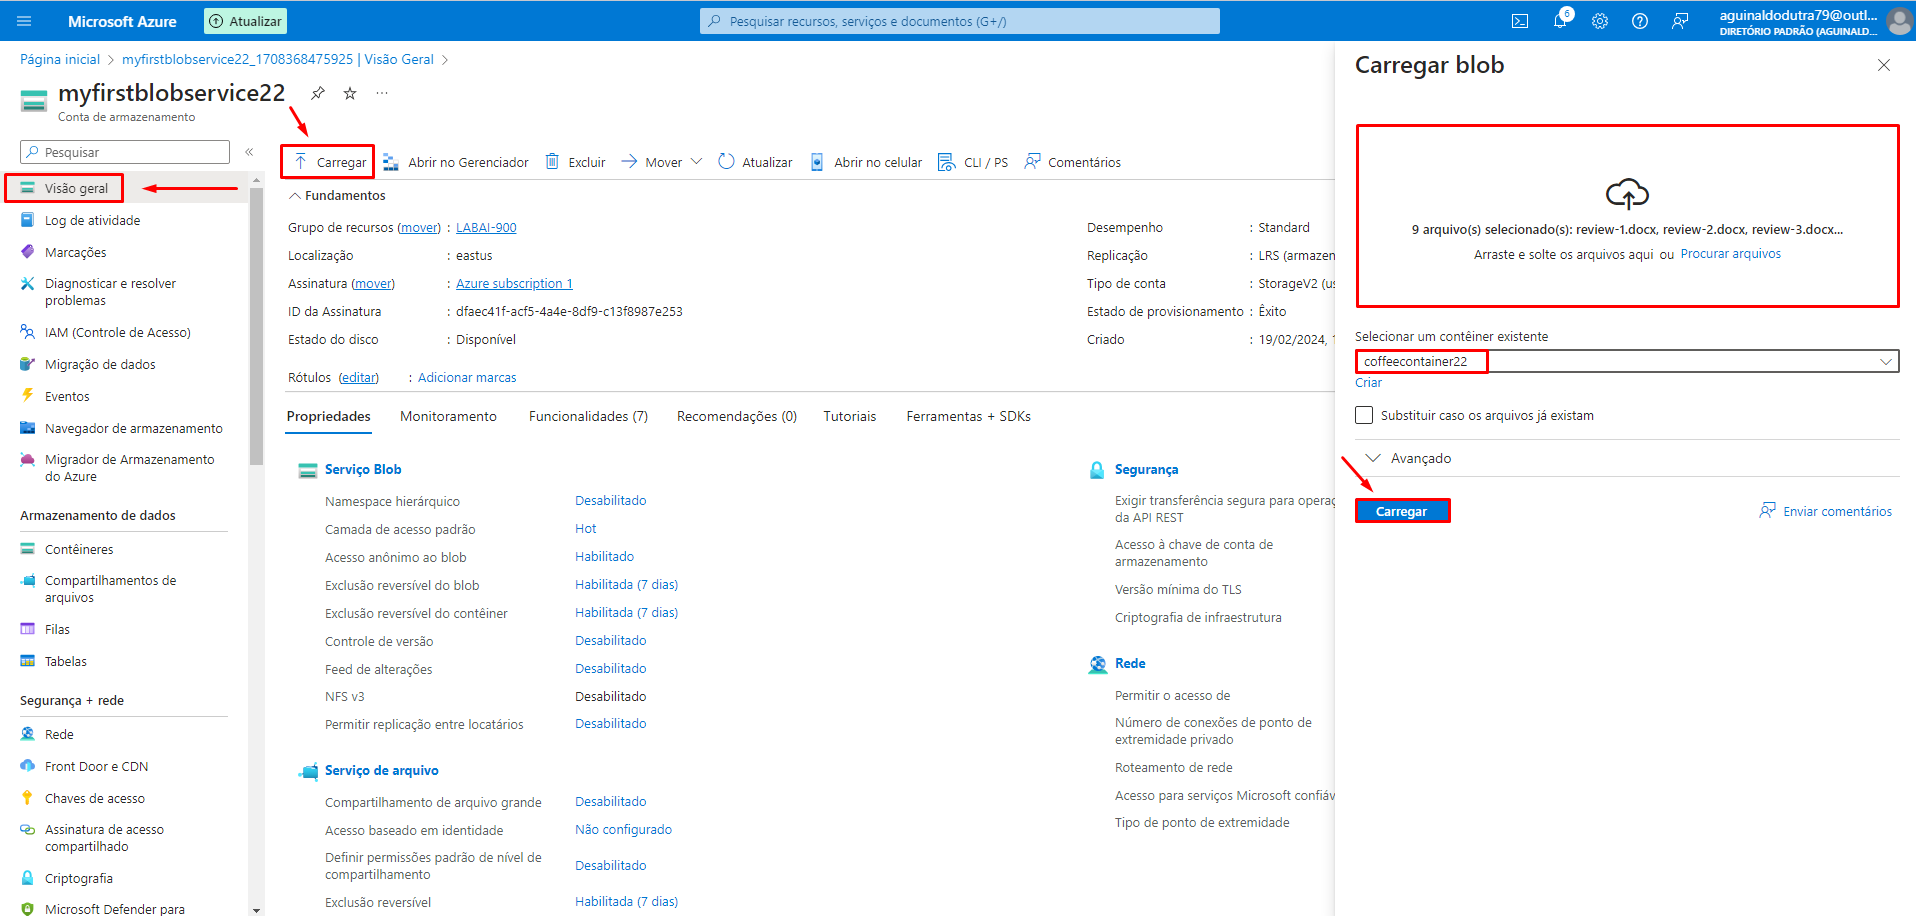 Microsoft Azure
Atualizar
Pesquisar recursos, serviços e documentos (G+/)
6
aguinaldodutra79@outl...
DIRETÓRIO PADRÃO (AGUINALD...
Página inicial > myfirstblobservice22_1708368475925 | Visão Geral >
myfirstblobservice22
Conta de armazenamento
Pesquisar
Visão geral
Log de atividade
Marcações
Diagnosticar e resolver
problemas
IAM (Controle de Acesso)
Migração de dados
Eventos
Navegador de armazenamento
Migrador de Armazenamento
do Azure
Armazenamento de dados
Contêineres
Compartilhamentos de
arquivos
Filas
Tabelas
Segurança + rede
Rede
Front Door e CDN
Chaves de acesso
Assinatura de acesso
compartilhado
Criptografia
Microsoft Defender para
Carregar
Abrir no Gerenciador
Excluir
Mover
Atualizar
Abrir no celular
CLI / PS
Comentários
Fundamentos
Grupo de recursos (mover) : LABAI-900
Localização : eastus
Assinatura (mover) : Azure subscription 1
ID da Assinatura : dfaec41f-acf5-4a4e-8df9-c13f8987e253
Estado do disco : Disponível
Desempenho : Standard
Replicação : LRS (armazen
Tipo de conta : StorageV2 (us
Estado de provisionamento : Êxito
Criado : 19/02/2024, 1
Rótulos (editar) : Adicionar marcas
Propriedades
Monitoramento
Funcionalidades (7)
Recomendações (0)
Tutoriais
Ferramentas + SDKs
Serviço Blob
Namespace hierárquico Desabilitado
Camada de acesso padrão Hot
Acesso anônimo ao blob Habilitado
Exclusão reversível do blob Habilitada (7 dias)
Exclusão reversível do contêiner Habilitada (7 dias)
Controle de versão Desabilitado
Feed de alterações Desabilitado
NFS v3 Desabilitado
Permitir replicação entre locatários Desabilitado
Serviço de arquivo
Compartilhamento de arquivo grande Desabilitado
Acesso baseado em identidade Não configurado
Definir permissões padrão de nível de
compartilhamento Desabilitado
Exclusão reversível Habilitada (7 dias)
Segurança
Exigir transferência segura para operaç
da API REST
Acesso à chave de conta de
armazenamento
Versão mínima do TLS
Criptografia de infraestrutura
Rede
Permitir o acesso de
Número de conexões de ponto de
extremidade privado
Roteamento de rede
Acesso para serviços Microsoft confiáv
Tipo de ponto de extremidade
Carregar blob
9 arquivo(s) selecionado(s): review-1.docx, review-2.docx, review-3.docx...
Arraste e solte os arquivos aqui ou Procurar arquivos
Selecionar um contêiner existente
coffeecontainer22
Criar
Substituir caso os arquivos já existam
Avançado
Carregar
Enviar comentários